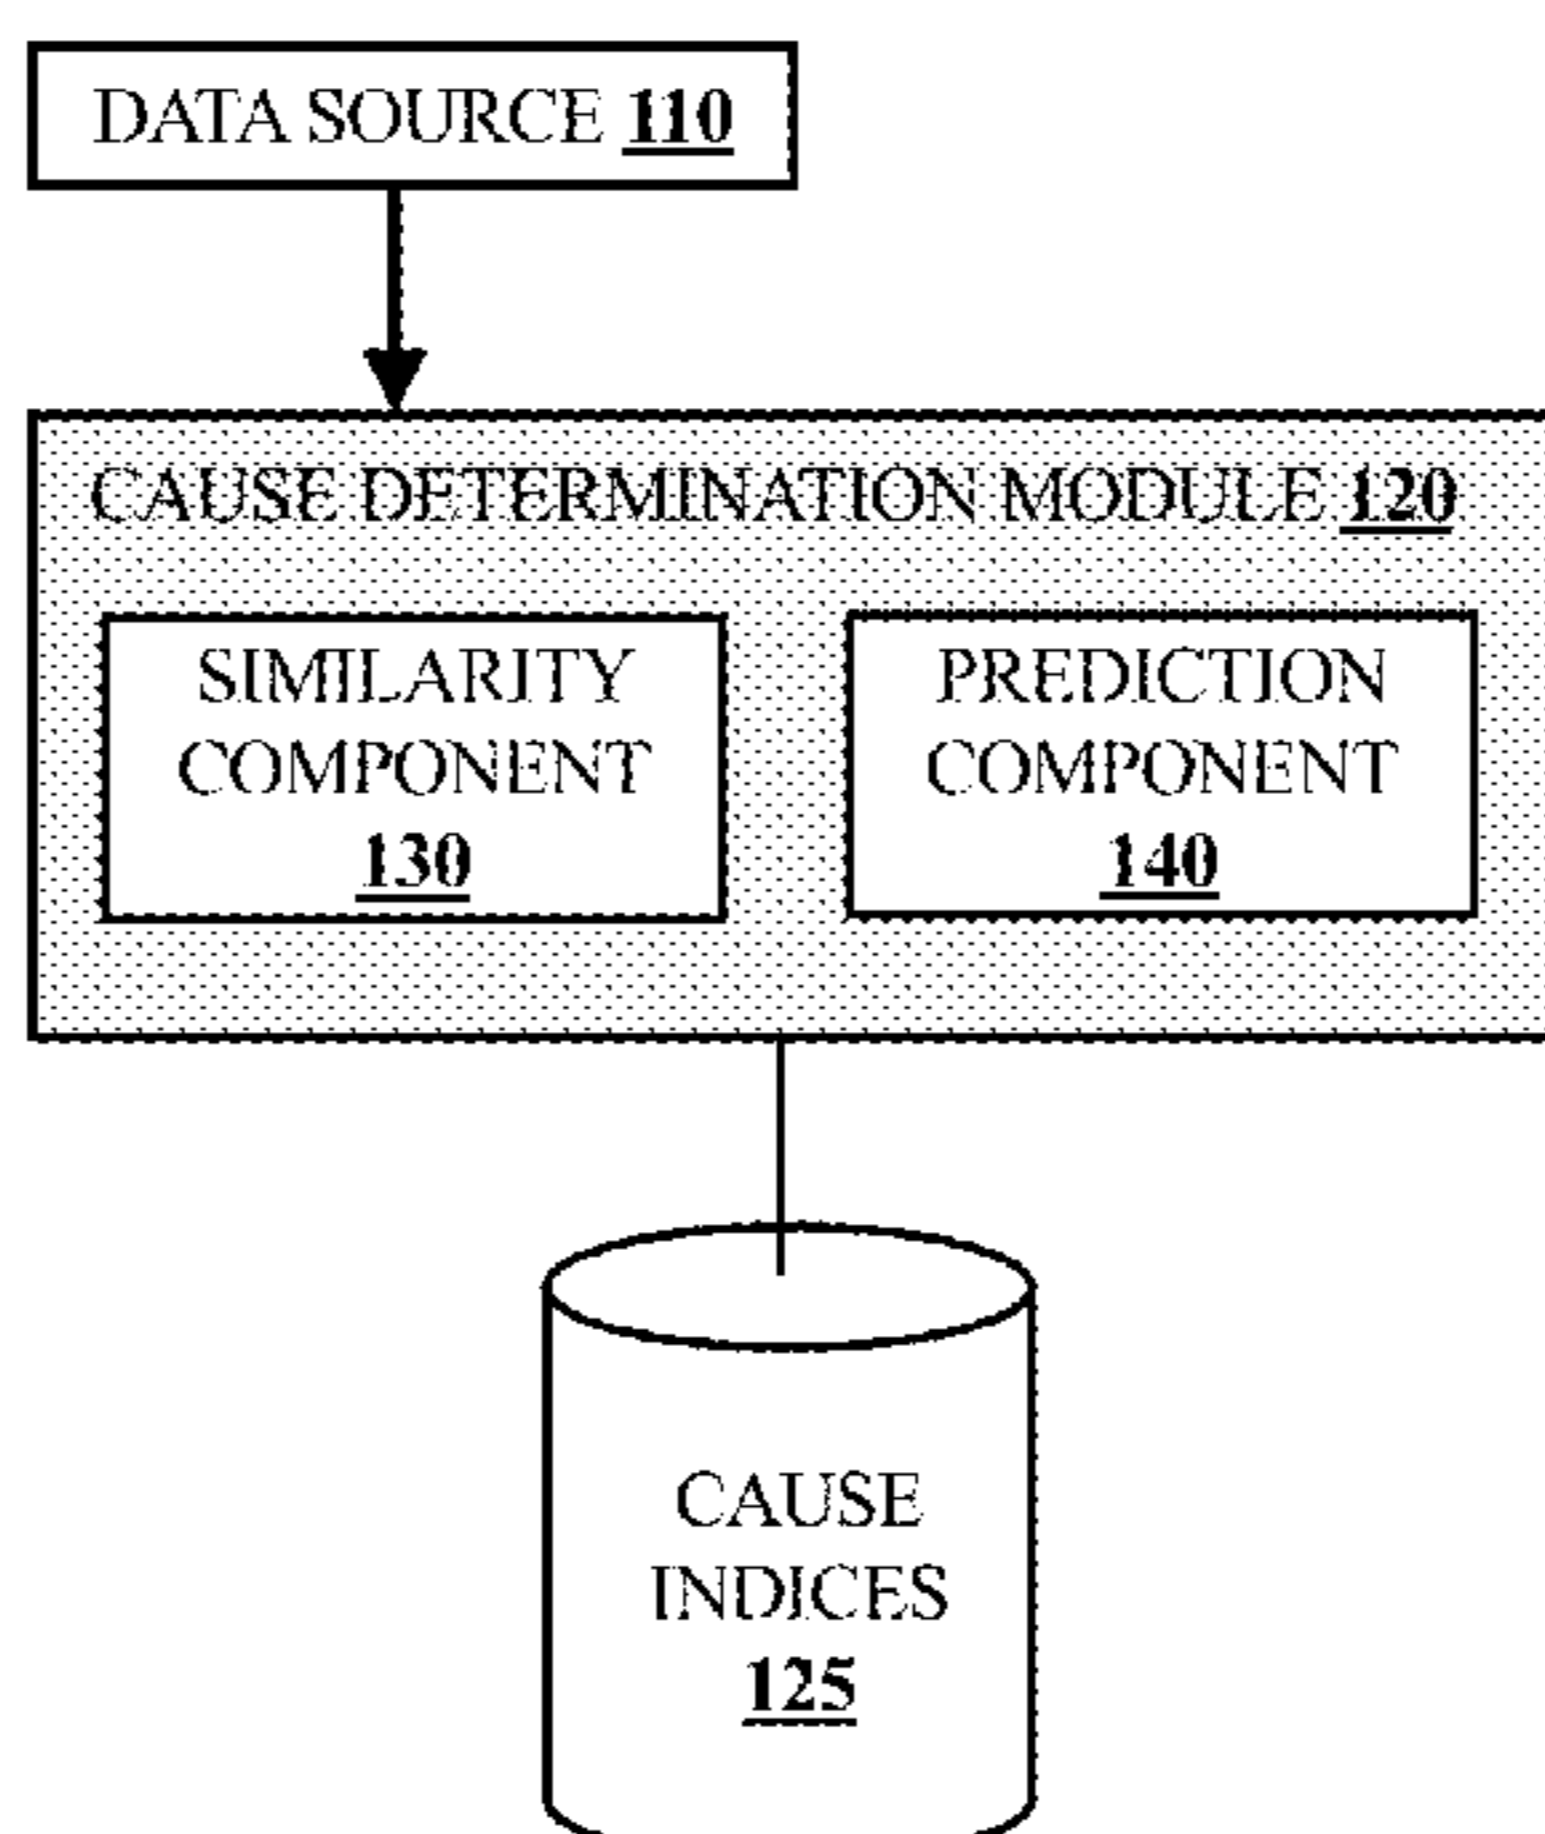 DATA SOURCE 110
CAUSE DETERMINATION MODULE 120
SIMILARITY
COMPONENT
130
PREDICTION
COMPONENT
140
CAUSE
INDICES
125